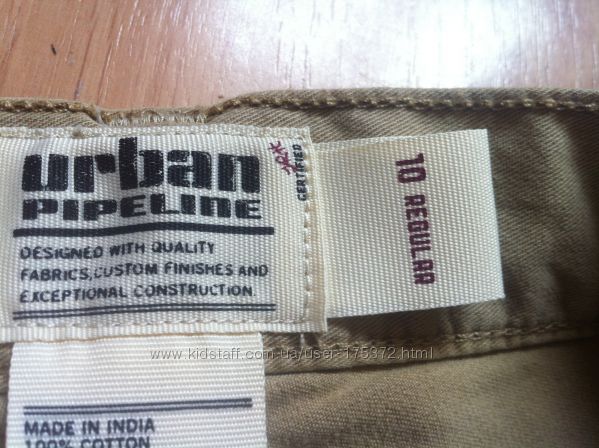 urban
PIPELINE
DESIGNED WITH QUALITY
FABRICS, CUSTOM FINISHES AND
EXCEPTIONAL CONSTRUCTION.
CERTIFIED
10 REGULAR
www.kidstaff.com.ua/user-175372.html
MADE IN INDIA
100% COTTON